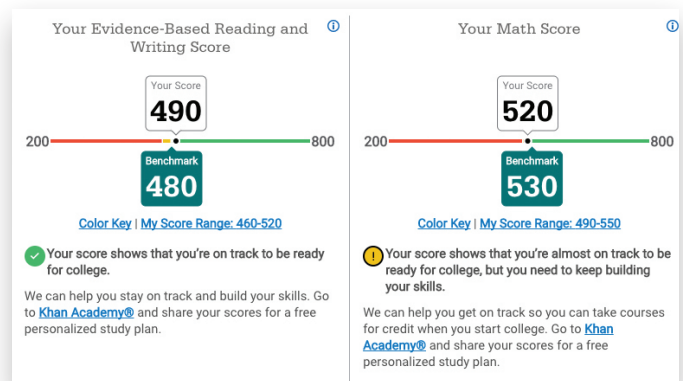 Your Evidence-Based Reading and
Writing Score
Your Score
490
200
800
Benchmark
480
Color Key | My Score Range: 460-520
Your score shows that you're on track to be ready
for college.
We can help you stay on track and build your skills. Go
to Khan Academy® and share your scores for a free
personalized study plan.
Your Math Score
Your Score
520
200
800
Benchmark
530
Color Key | My Score Range: 490-550
Your score shows that you're almost on track to be
ready for college, but you need to keep building
your skills.
We can help you get on track so you can take courses
for credit when you start college. Go to Khan
Academy® and share your scores for a free
personalized study plan.